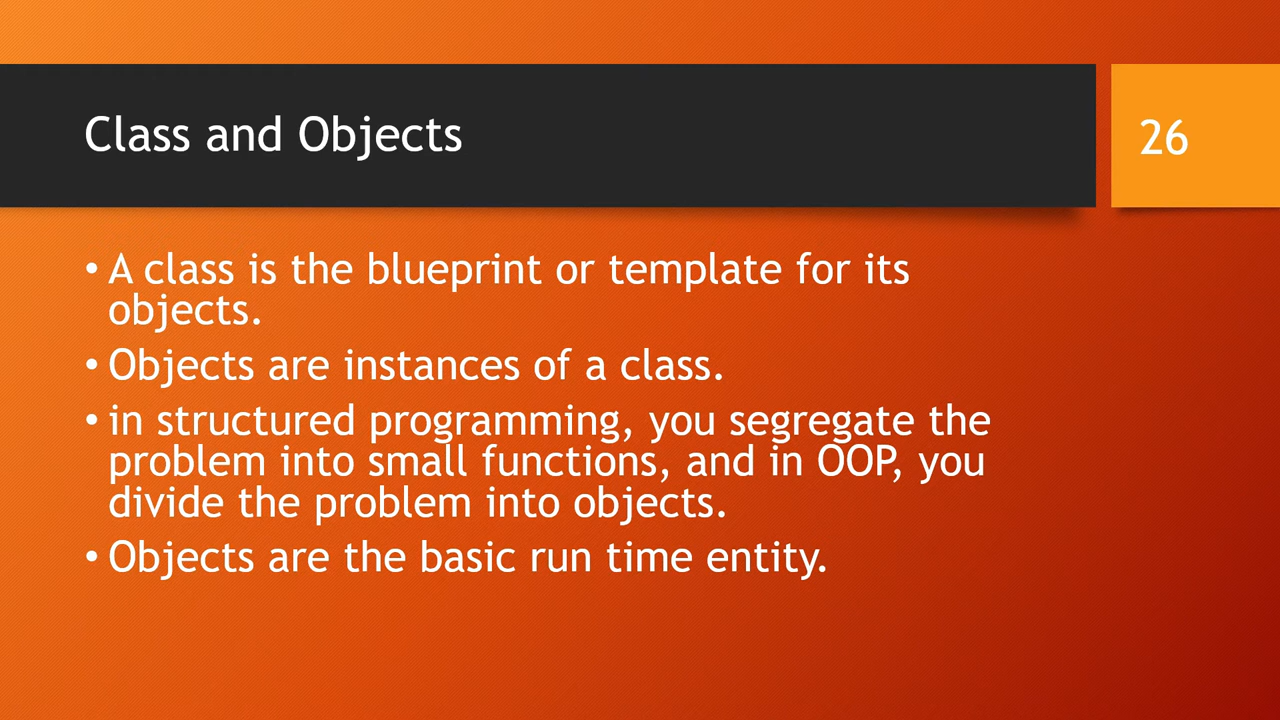 Class and Objects
26
• A class is the blueprint or template for its
objects.
• Objects are instances of a class.
• in structured programming, you segregate the
problem into small functions, and in OOP, you
divide the problem into objects.
• Objects are the basic run time entity.